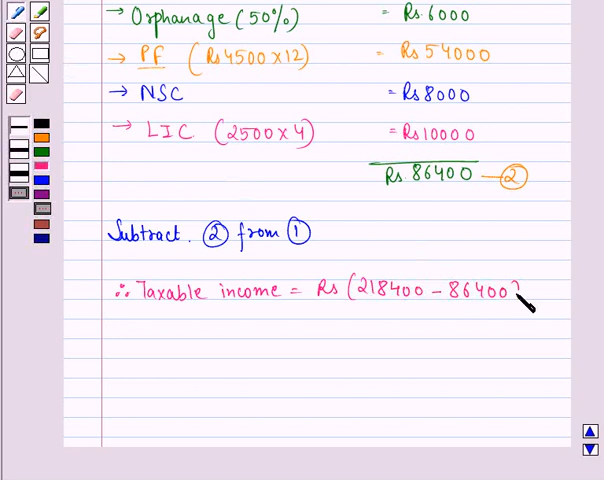 → Orphanage (50%) = Rs. 6000
→ PF (Rs 4500 × 12) = Rs 54000
→ NSC = Rs 8000
→ LIC (2500 × 4) = Rs 10000
Rs. 86400 — ②
Subtract. ② from ①
∴ Taxable income = Rs (218400 - 86400)